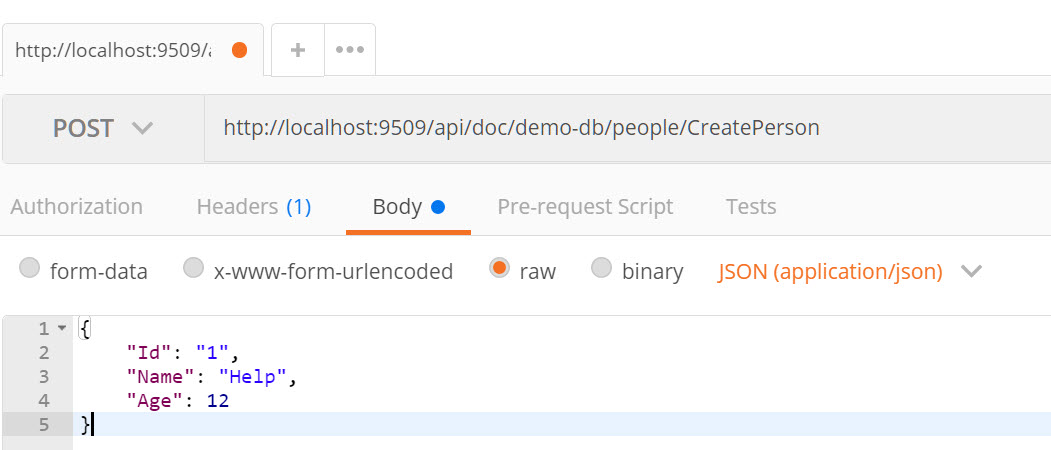 http://localhost:9509/a
+ •••
POST http://localhost:9509/api/doc/demo-db/people/CreatePerson
Authorization Headers (1) Body Pre-request Script Tests
form-data x-www-form-urlencoded raw binary JSON (application/json)
1 {
2 "Id": "1",
3 "Name": "Help",
4 "Age": 12
5 }